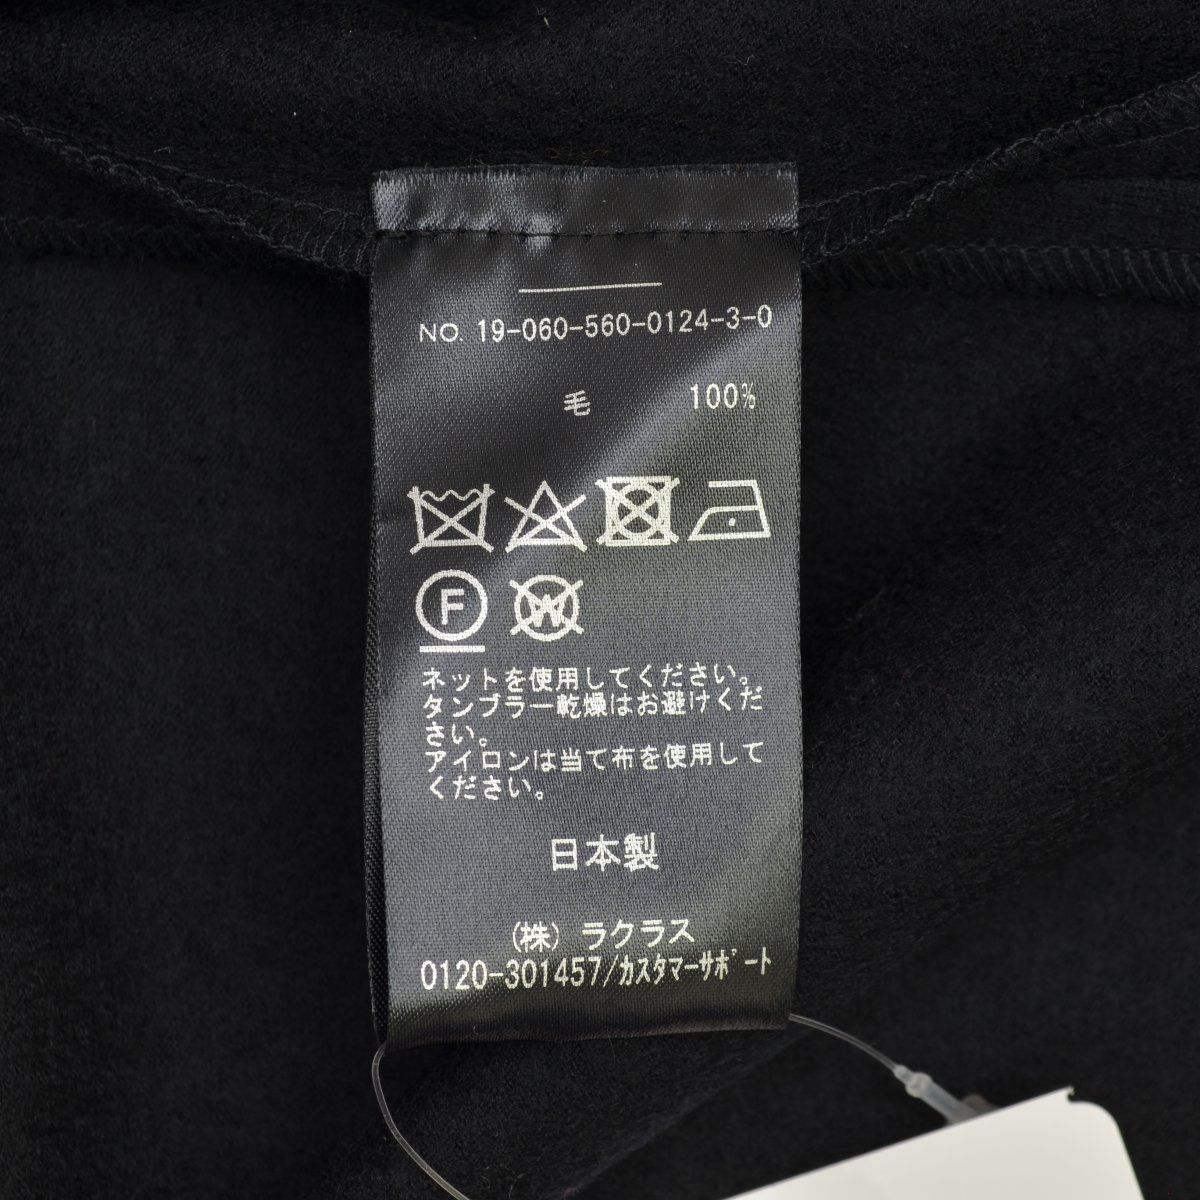 NO. 19-060-560-0124-3-0
毛 100%
F
W
ネットを使用してください。
タンブラー乾燥はお避けくだ
さい。
アイロンは当て布を使用して
ください。
日本製
(株) ラクラス
0120-301457/ｶｽﾀﾏｰｻﾎﾟｰﾄ